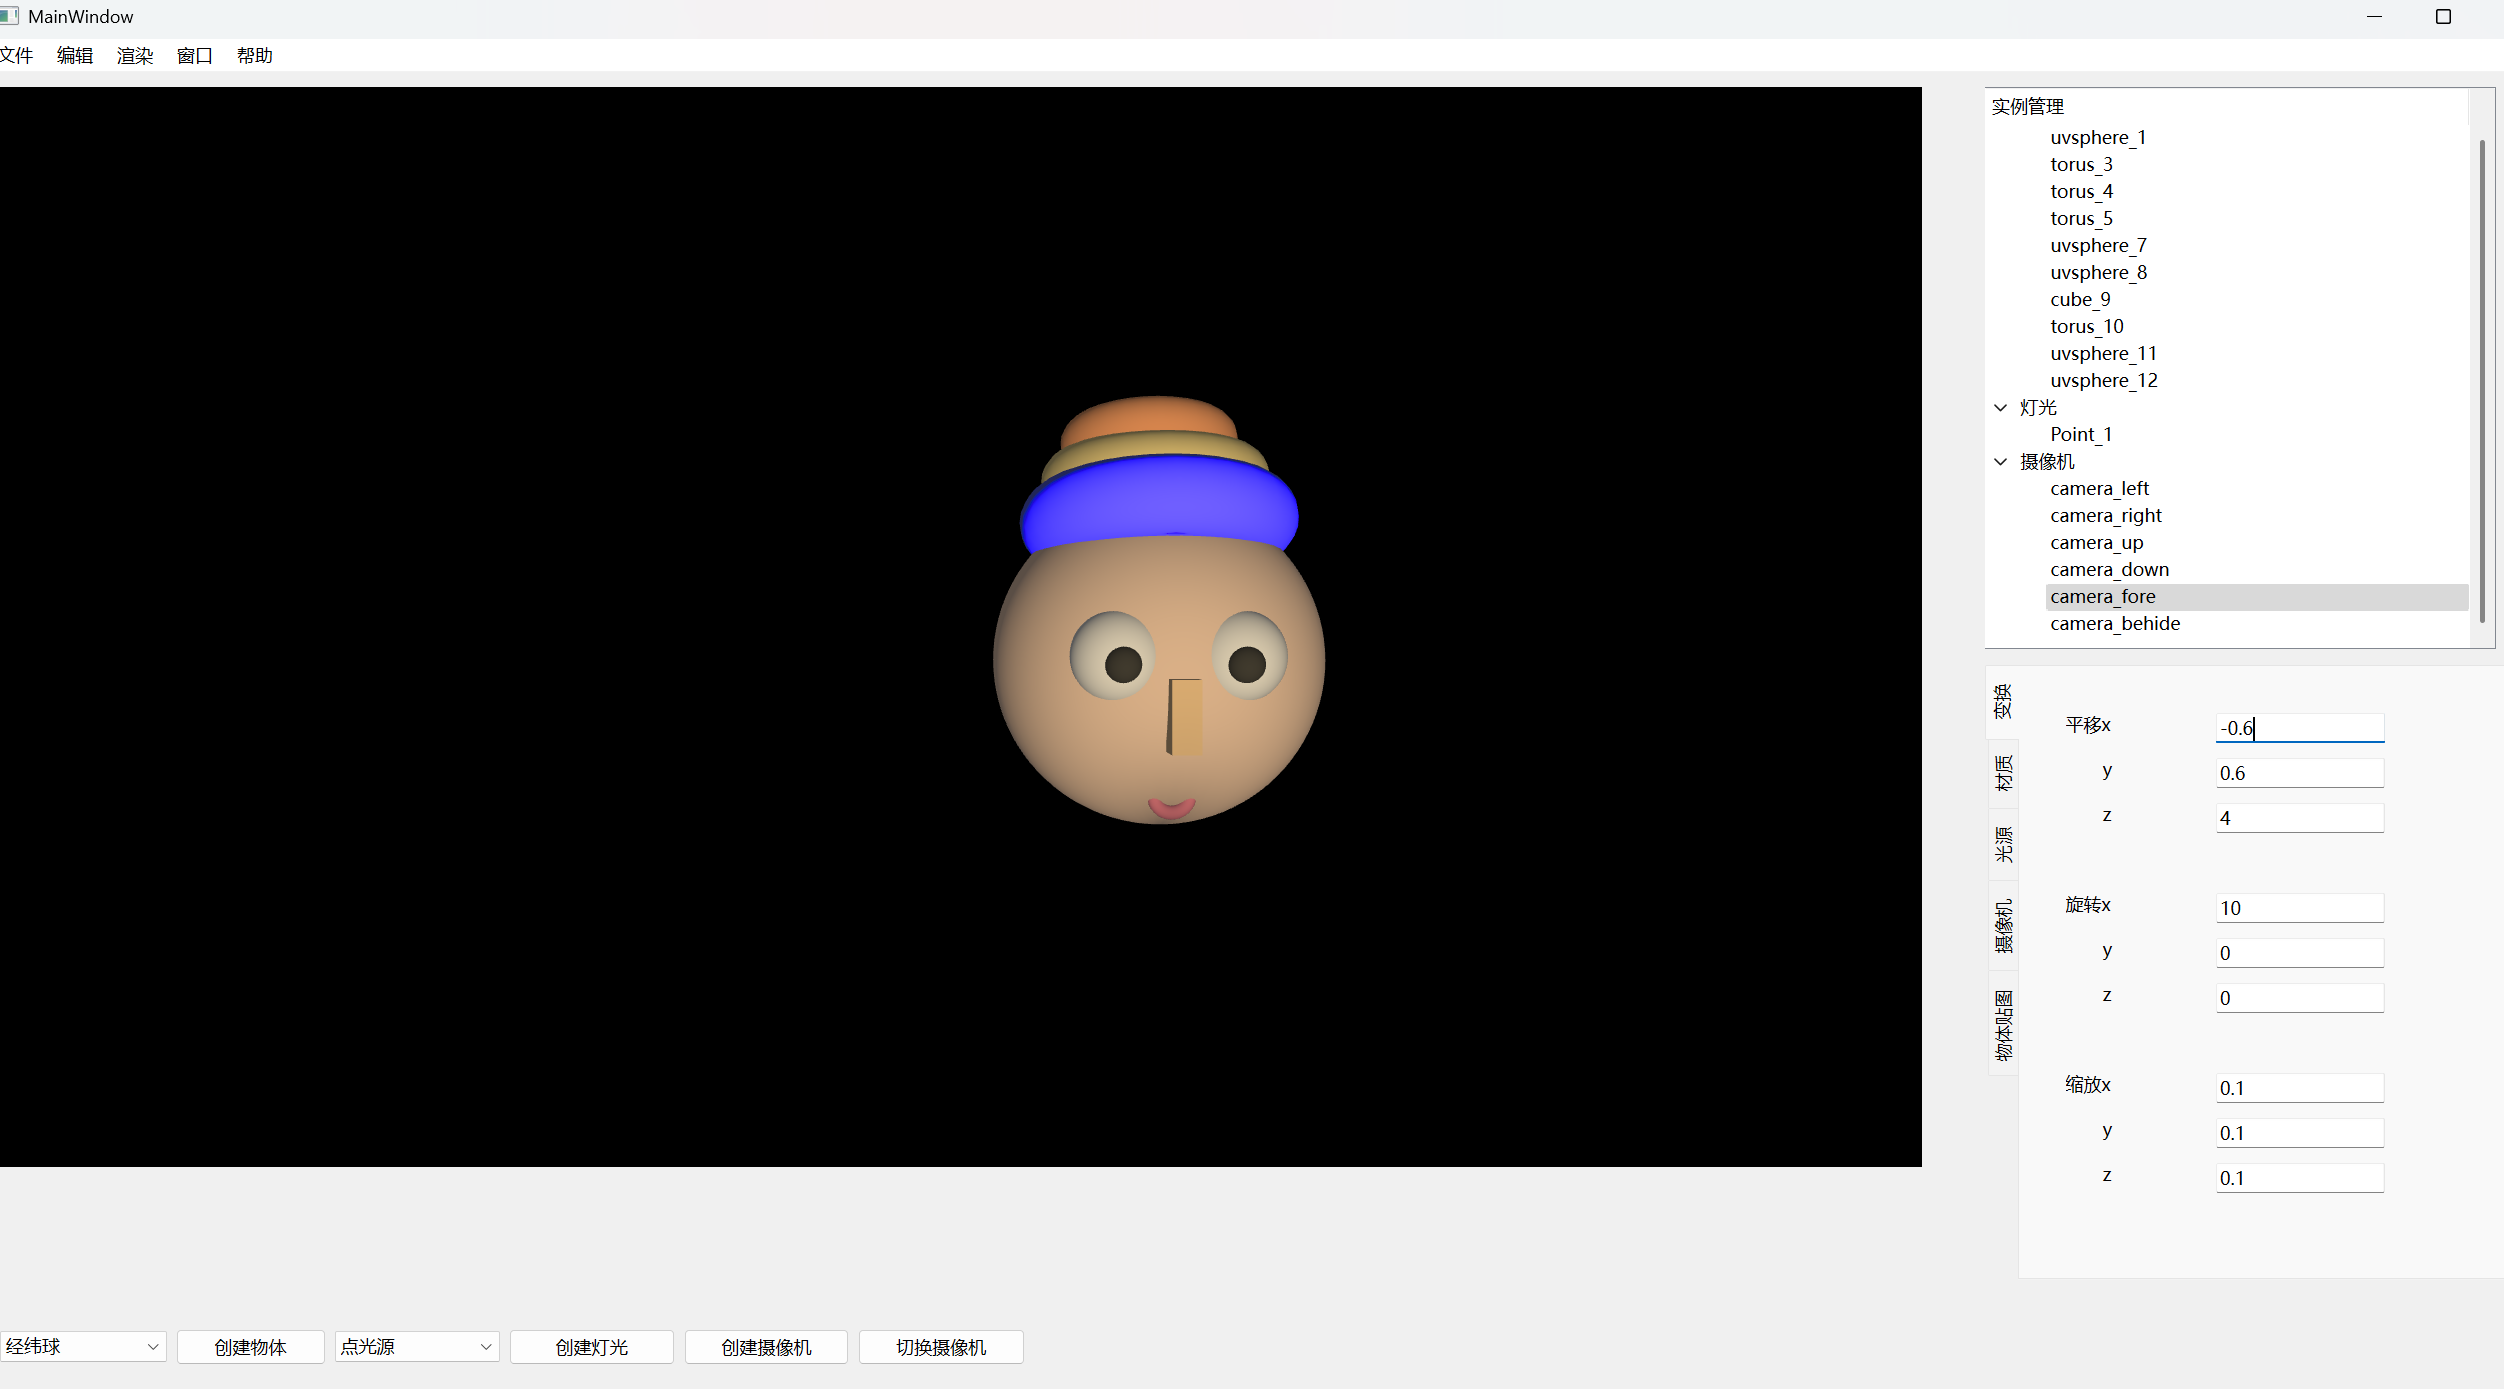 MainWindow
文件 编辑 渲染 窗口 帮助
实例管理
uvsphere_1
torus_3
torus_4
torus_5
uvsphere_7
uvsphere_8
cube_9
torus_10
uvsphere_11
uvsphere_12
灯光
Point_1
摄像机
camera_left
camera_right
camera_up
camera_down
camera_fore
camera_behide
变换
材质
光源
摄像机
物体贴图
平移x -0.6
y 0.6
z 4
旋转x 10
y 0
z 0
缩放x 0.1
y 0.1
z 0.1
经纬球 创建物体 点光源 创建灯光 创建摄像机 切换摄像机